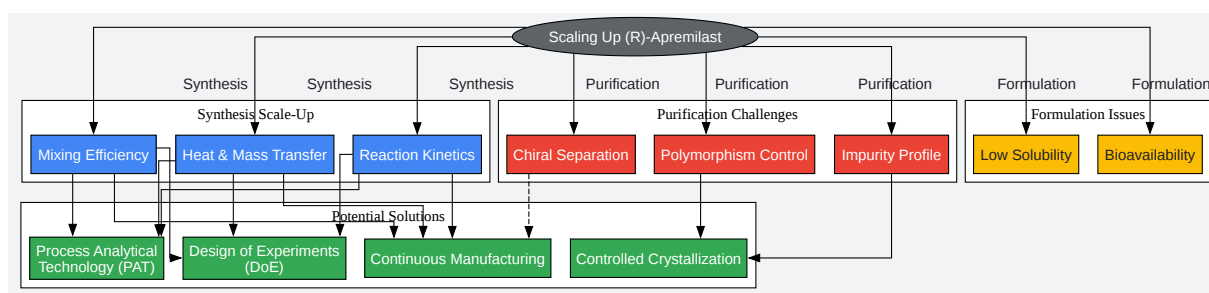 Scaling Up (R)-Apremilast
Synthesis
Synthesis
Synthesis
Purification
Purification
Purification
Formulation
Formulation
Synthesis Scale-Up
Purification Challenges
Formulation Issues
Mixing Efficiency
Heat & Mass Transfer
Reaction Kinetics
Chiral Separation
Polymorphism Control
Impurity Profile
Low Solubility
Bioavailability
Potential Solutions
Process Analytical
Technology (PAT)
Design of Experiments
(DoE)
Continuous Manufacturing
Controlled Crystallization